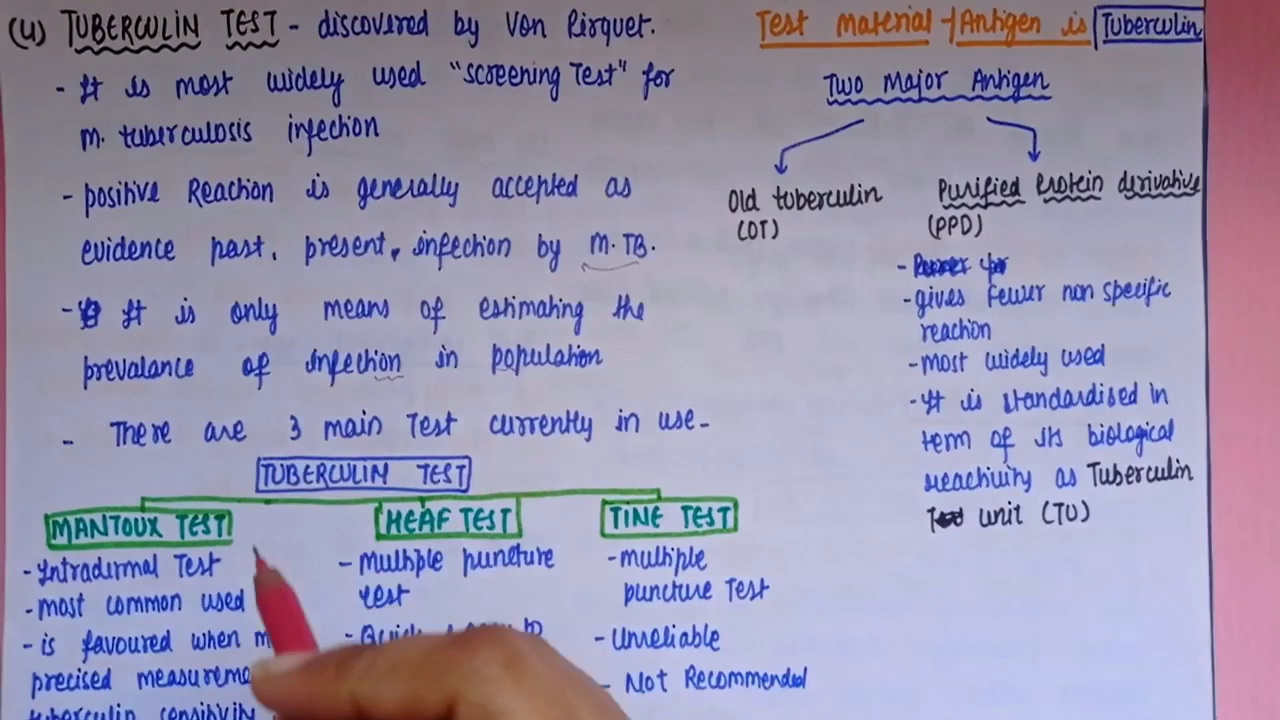 (4) TUBERCULIN TEST - discovered by Von Pirquet.
- It is most widely used "screening Test" for
m. tuberculosis infection
- positive Reaction is generally accepted as
evidence past, present, infection by M.TB.
- It is only means of estimating the
prevalance of infection in population
- There are 3 main Test currently in use-
TUBERCULIN TEST
MANTOUX TEST
- Intradermal Test
- most common used
- is favoured when
precised
tuberculin sensitivity
HEAF TEST
- multiple puncture
test
- Quick
TINE TEST
- multiple
puncture Test
- Unreliable
- Not Recommended
Test material - Antigen is Tuberculin
Two Major Antigen
Old tuberculin
(OT)
Purified Protein derivative
(PPD)
- gives fewer non specific
reaction
- most widely used
- It is standardised in
term of its biological
reactivity as Tuberculin
unit (TU)